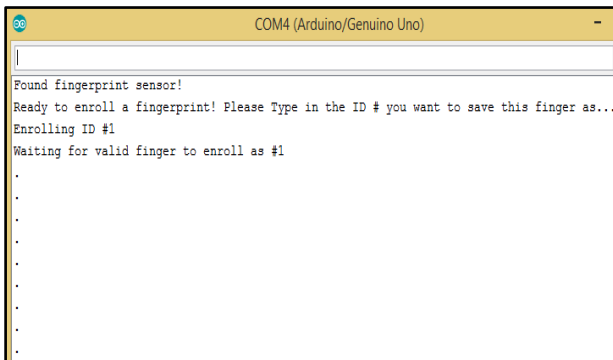 COM4 (Arduino/Genuino Uno)
Found fingerprint sensor!
Ready to enroll a fingerprint! Please Type in the ID # you want to save this finger as...
Enrolling ID #1
Waiting for valid finger to enroll as #1
.
.
.
.
.
.
.
.
.